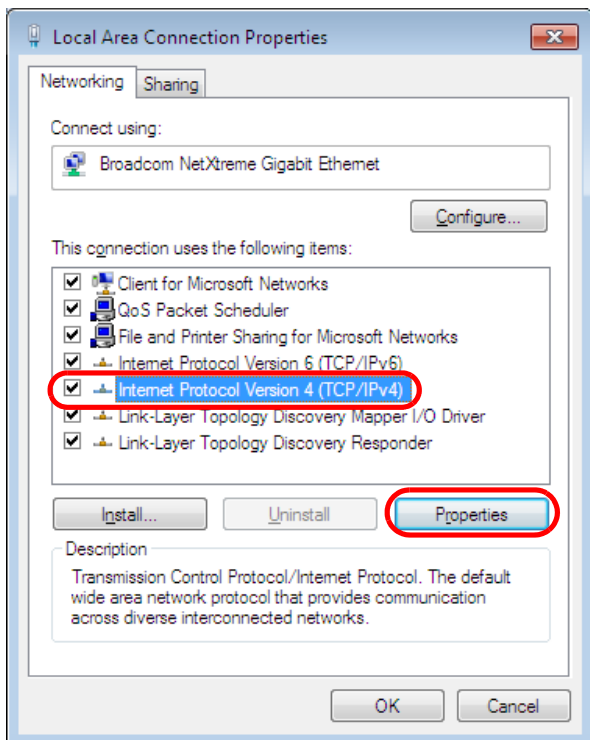 Local Area Connection Properties
Networking
Sharing
Connect using:
Broadcom NetXtreme Gigabit Ethernet
Configure...
This connection uses the following items:
Client for Microsoft Networks
QoS Packet Scheduler
File and Printer Sharing for Microsoft Networks
Internet Protocol Version 6 (TCP/IPv6)
Internet Protocol Version 4 (TCP/IPv4)
Link-Layer Topology Discovery Mapper I/O Driver
Link-Layer Topology Discovery Responder
Install...
Uninstall
Properties
Description
Transmission Control Protocol/Internet Protocol. The default
wide area network protocol that provides communication
across diverse interconnected networks.
OK
Cancel